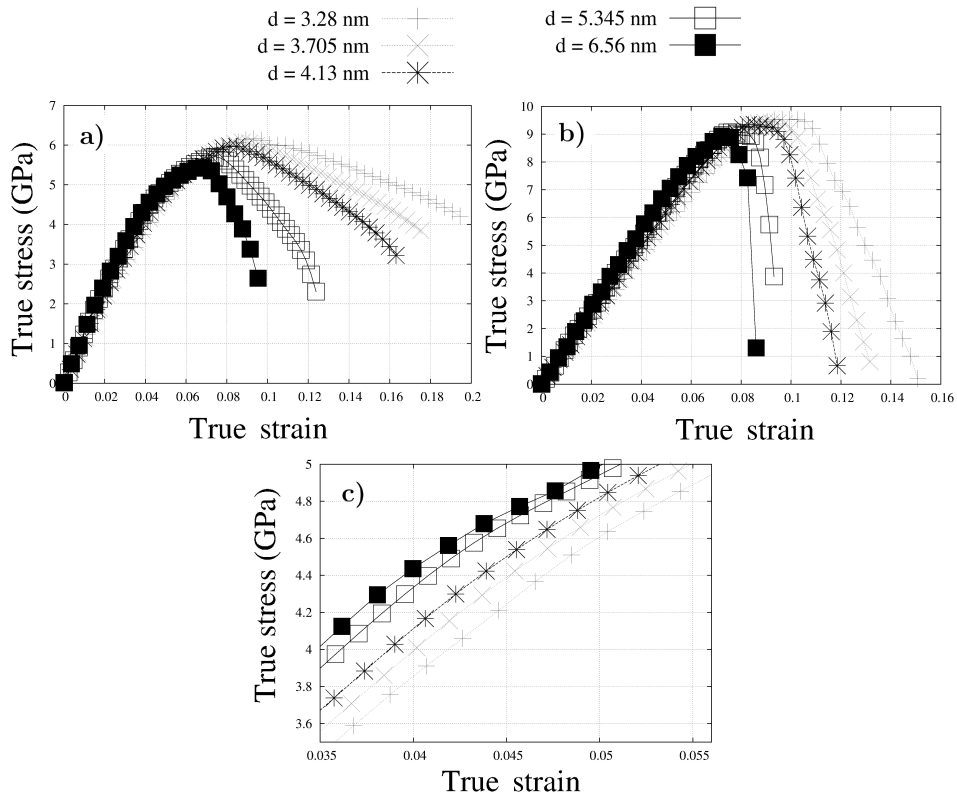 d = 3.28 nm
d = 3.705 nm
d = 4.13 nm
d = 5.345 nm
d = 6.56 nm
a)
True stress (GPa)
7
6
5
4
3
2
1
0
0 0.02 0.04 0.06 0.08 0.1 0.12 0.14 0.16 0.18 0.2
True strain
b)
True stress (GPa)
10
9
8
7
6
5
4
3
2
1
0
0 0.02 0.04 0.06 0.08 0.1 0.12 0.14 0.16
True strain
c)
True stress (GPa)
5
4.8
4.6
4.4
4.2
4
3.8
3.6
0.035 0.04 0.045 0.05 0.055
True strain